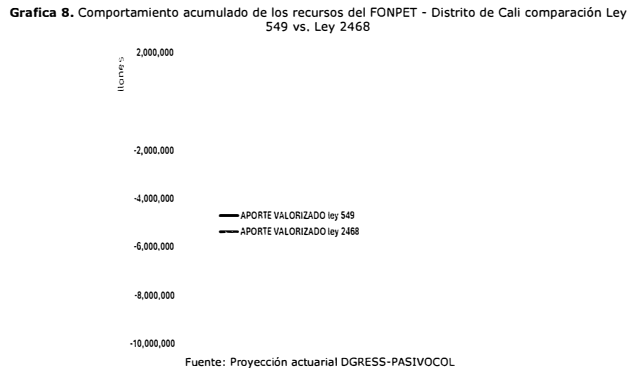 Grafica 8. Comportamiento acumulado de los recursos del FONPET - Distrito de Cali comparación Ley
549 vs. Ley 2468
2,000,000
llones
-2,000,000
-4,000,000
APORTE VALORIZADO ley 549
APORTE VALORIZADO ley 2468
-6,000,000
-8,000,000
-10,000,000
Fuente: Proyección actuarial DGRESS-PASIVOCOL